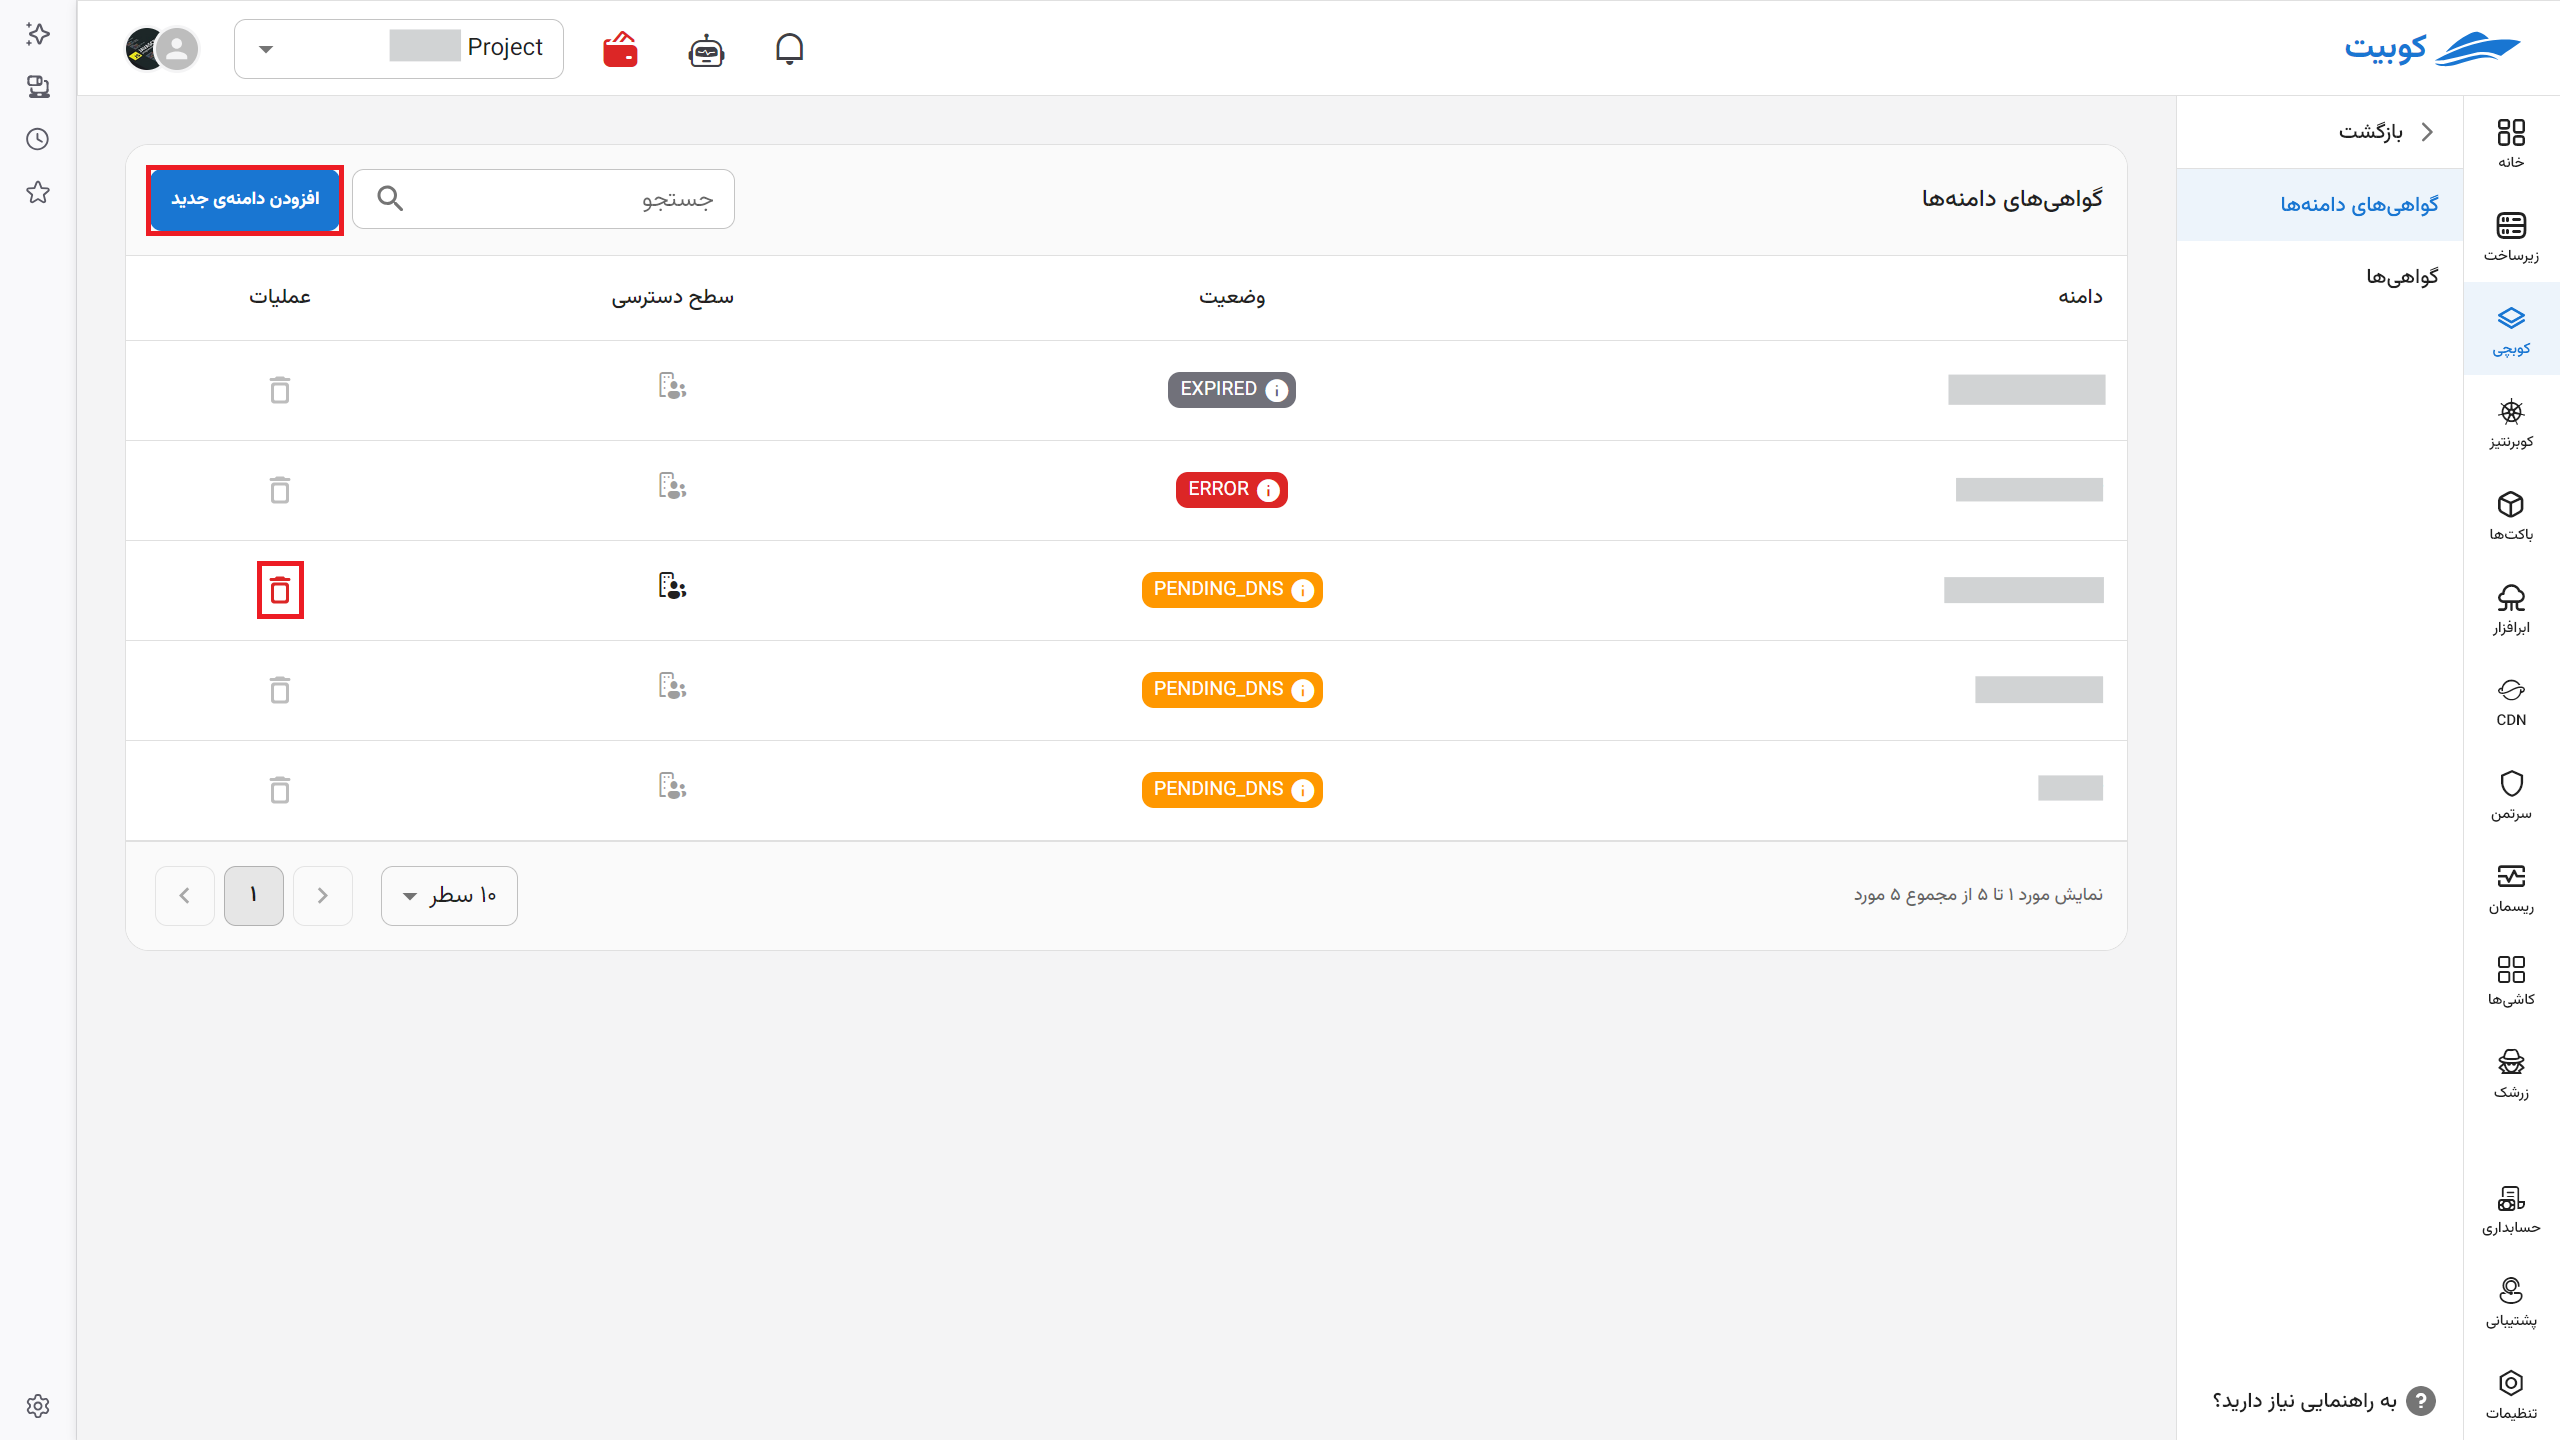 کوبیت
Project
بازگشت
گواهی‌های دامنه‌ها
گواهی‌ها
به راهنمایی نیاز دارید؟
خانه
زیرساخت
کوبچی
کوبرنتیز
باکت‌ها
ابرافزار
CDN
سرتمن
ریسمان
کاشی‌ها
زرشک
حسابداری
پشتیبانی
تنظیمات
گواهی‌های دامنه‌ها
جستجو
افزودن دامنه‌ی جدید
دامنه وضعیت سطح دسترسی عملیات
EXPIRED
ERROR
PENDING_DNS
PENDING_DNS
PENDING_DNS
نمایش مورد ۱ تا ۵ از مجموع ۵ مورد
۱۰ سطر
۱